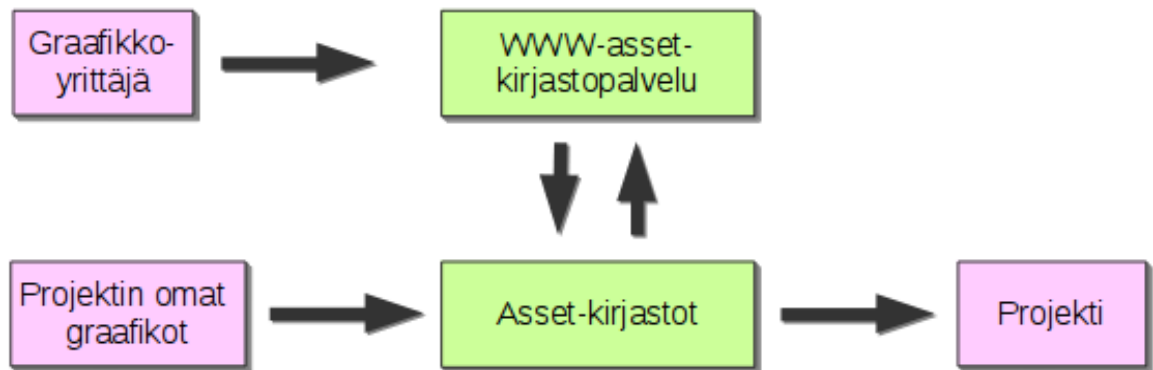 Graafikko-
yrittäjä
WWW-asset-
kirjastopalvelu
Projektin omat
graafikot
Asset-kirjastot
Projekti